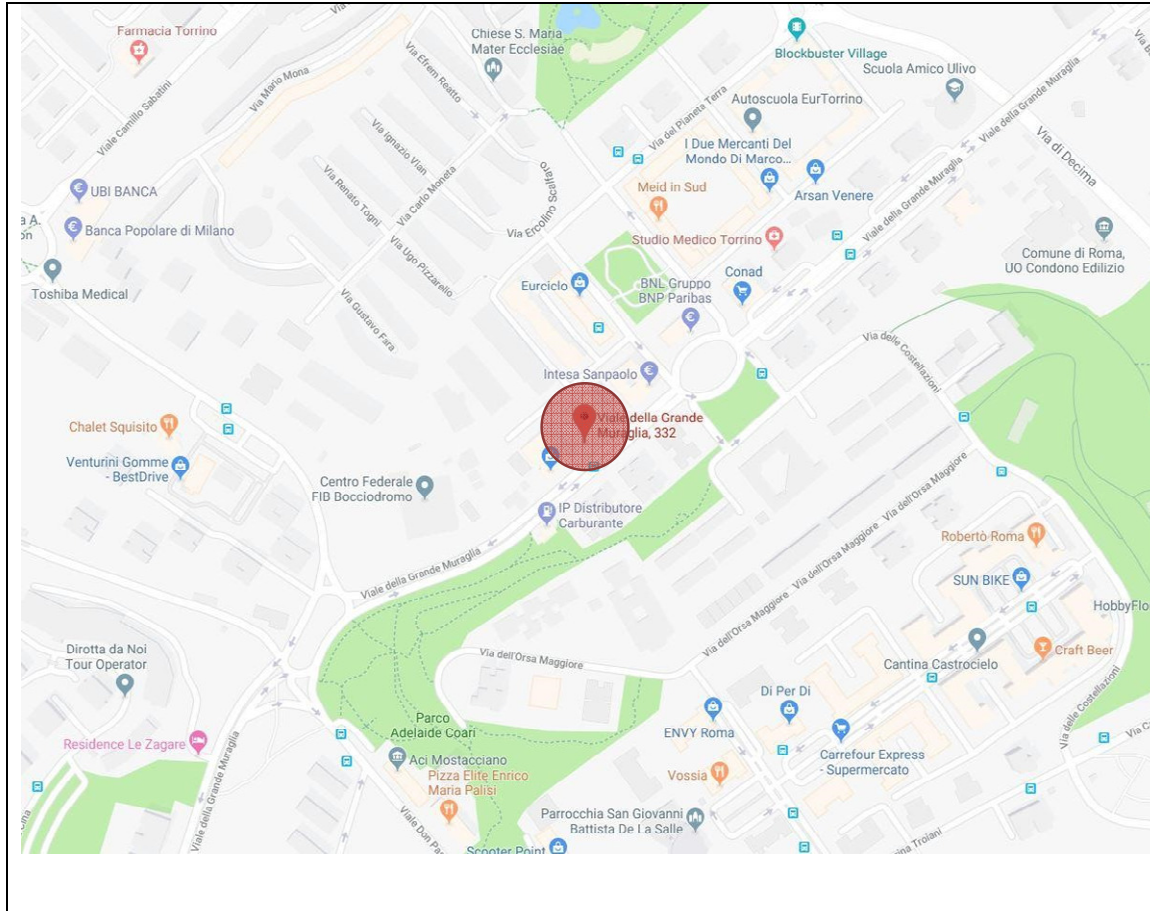 Farmacia Torrino
Via
Chiese S. Maria
Mater Ecclesiae
Blockbuster Village
Scuola Amico Ulivo
Via Mario Mona
Via Efrem Reatto
Viale Camillo Sabatini
Via del Pianeta Terra
Autoscuola EurTorrino
Viale della Grande Muraglia
Via di Decima
Via Ignazio Vian
I Due Mercanti Del
Mondo Di Marco...
Via Renato Togni
Via Carlo Moneta
Via Ercolino Scalfaro
Meid in Sud
Arsan Venere
Viale della Grande Muraglia
UBI BANCA
Banca Popolare di Milano
Via Ugo Pizzarello
Studio Medico Torrino
Comune di Roma,
UO Condono Edilizio
Toshiba Medical
Eurciclo
BNL Gruppo
BNP Paribas
Conad
Via Gustavo Fara
Via delle Costellazioni
Intesa Sanpaolo
Viale della Grande
Muraglia, 332
Chalet Squisito
Venturini Gomme
- BestDrive
Centro Federale
FIB Bocciodromo
IP Distributore
Carburante
Via dell'Orsa Maggiore
Via dell'Orsa Maggiore
Via dell'Orsa Maggiore
Robertò Roma
Viale della Grande Muraglia
SUN BIKE
HobbyFlo
Dirotta da Noi
Tour Operator
Via dell'Orsa Maggiore
Cantina Castrocielo
Craft Beer
Di Per Di
ENVY Roma
Parco
Adelaide Coari
Residence Le Zagare
Aci Mostacciano
Carrefour Express
- Supermercato
Via delle Costellazioni
Via C
Pizza Elite Enrico
Maria Palisi
Vossia
Viale della Grande Muraglia
Viale Don Pa
Parrocchia San Giovanni
Battista De La Salle
Scooter Point
ina Troiani